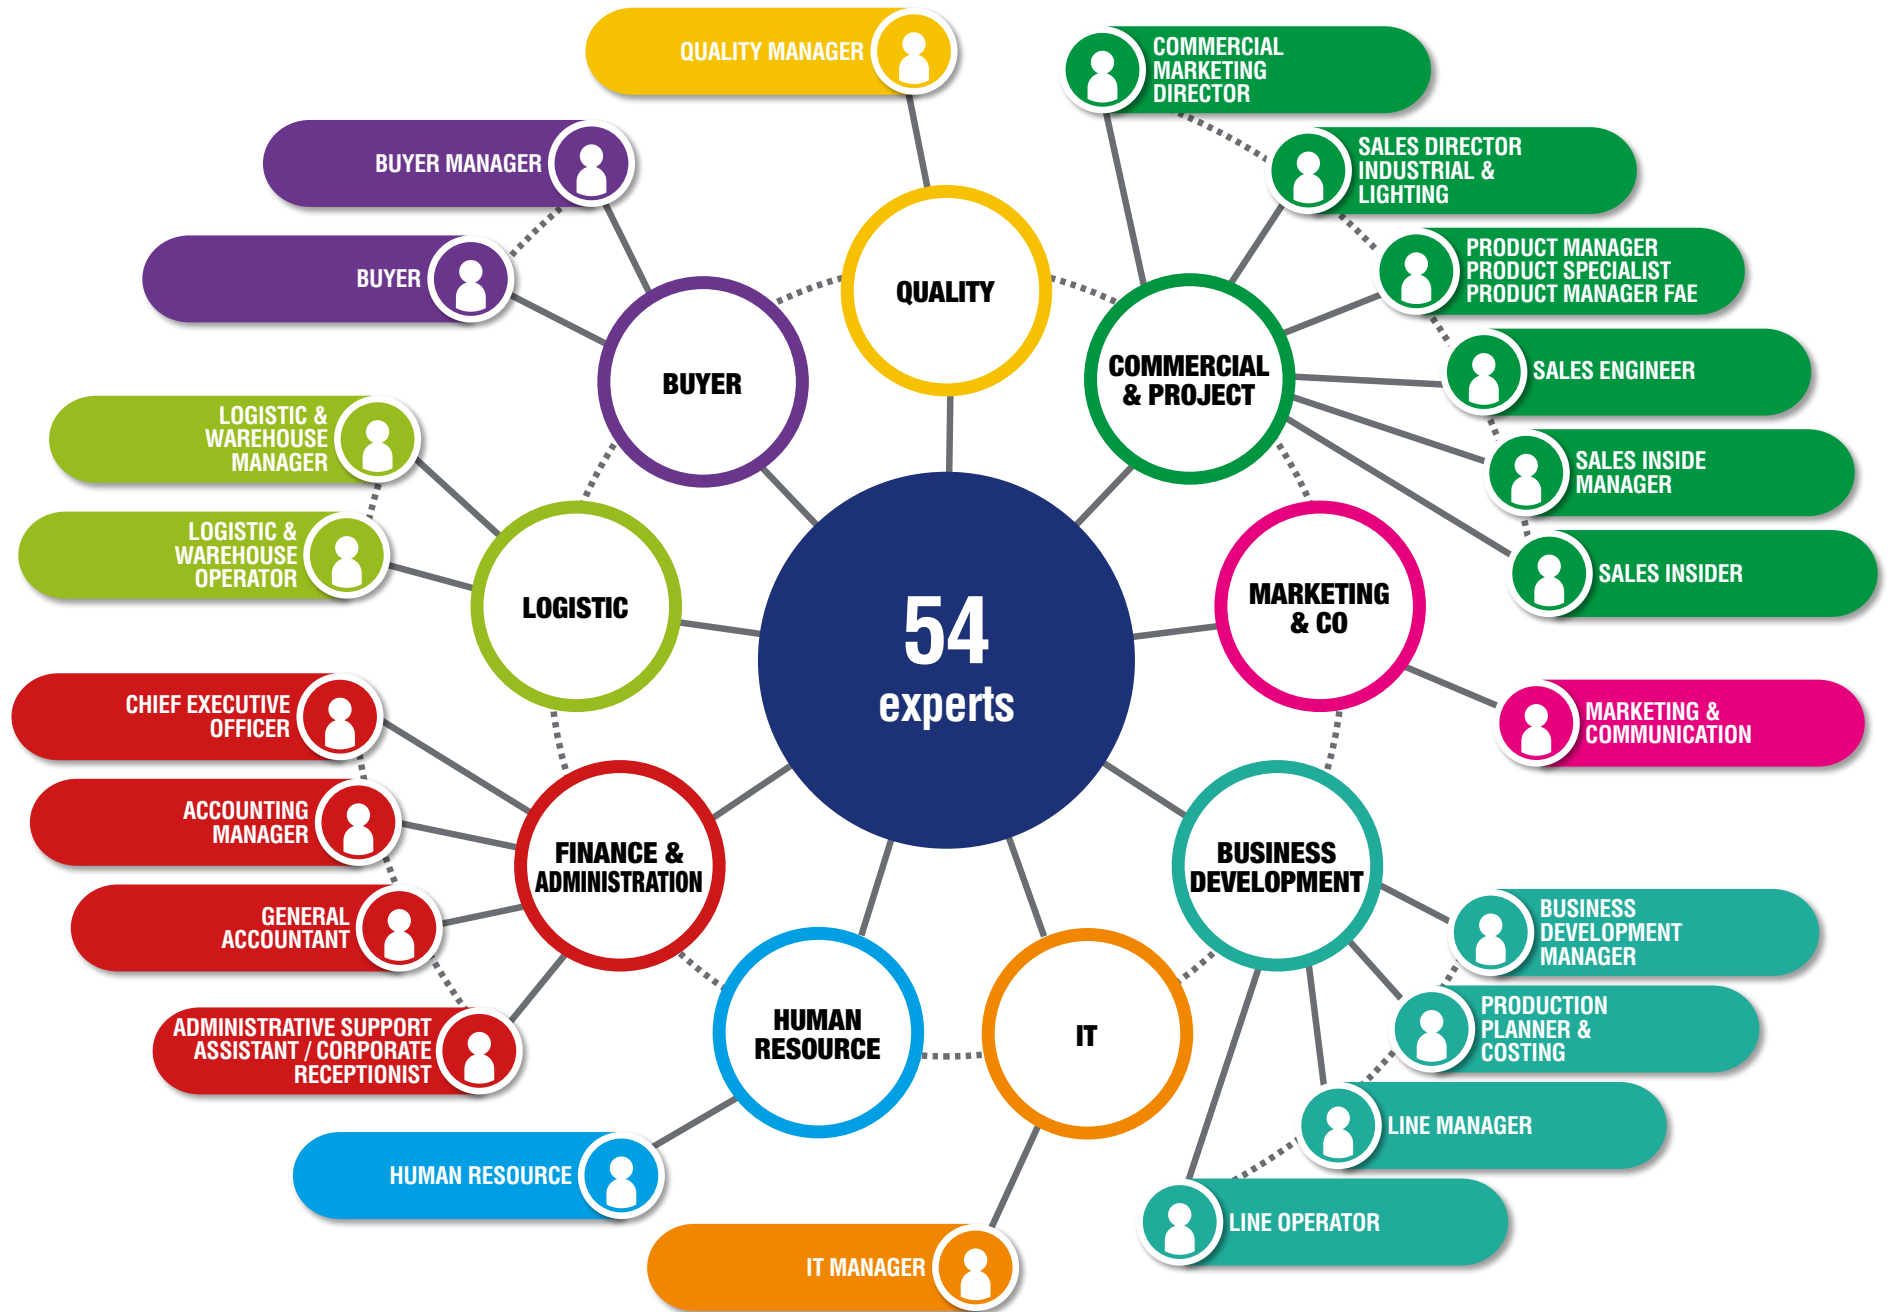 QUALITY MANAGER
COMMERCIAL
MARKETING
DIRECTOR
BUYER MANAGER
SALES DIRECTOR
INDUSTRIAL &
LIGHTING
BUYER
PRODUCT MANAGER
PRODUCT SPECIALIST
PRODUCT MANAGER FAE
QUALITY
BUYER
COMMERCIAL
& PROJECT
SALES ENGINEER
LOGISTIC &
WAREHOUSE
MANAGER
SALES INSIDE
MANAGER
LOGISTIC &
WAREHOUSE
OPERATOR
SALES INSIDER
LOGISTIC
MARKETING
& CO
54
experts
CHIEF EXECUTIVE
OFFICER
MARKETING &
COMMUNICATION
ACCOUNTING
MANAGER
FINANCE &
ADMINISTRATION
BUSINESS
DEVELOPMENT
GENERAL
ACCOUNTANT
BUSINESS
DEVELOPMENT
MANAGER
ADMINISTRATIVE SUPPORT
ASSISTANT / CORPORATE
RECEPTIONIST
HUMAN
RESOURCE
IT
PRODUCTION
PLANNER &
COSTING
LINE MANAGER
HUMAN RESOURCE
LINE OPERATOR
IT MANAGER